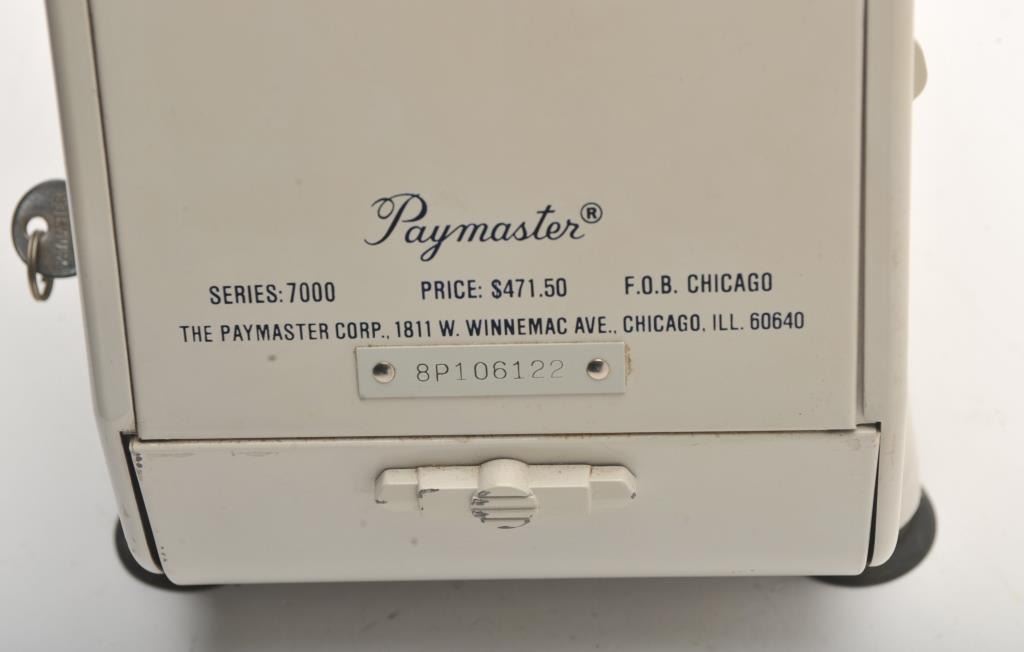 Paymaster®
SERIES: 7000 PRICE: $471.50 F.O.B. CHICAGO
THE PAYMASTER CORP., 1811 W. WINNEMAC AVE., CHICAGO, ILL. 60640
8P106122